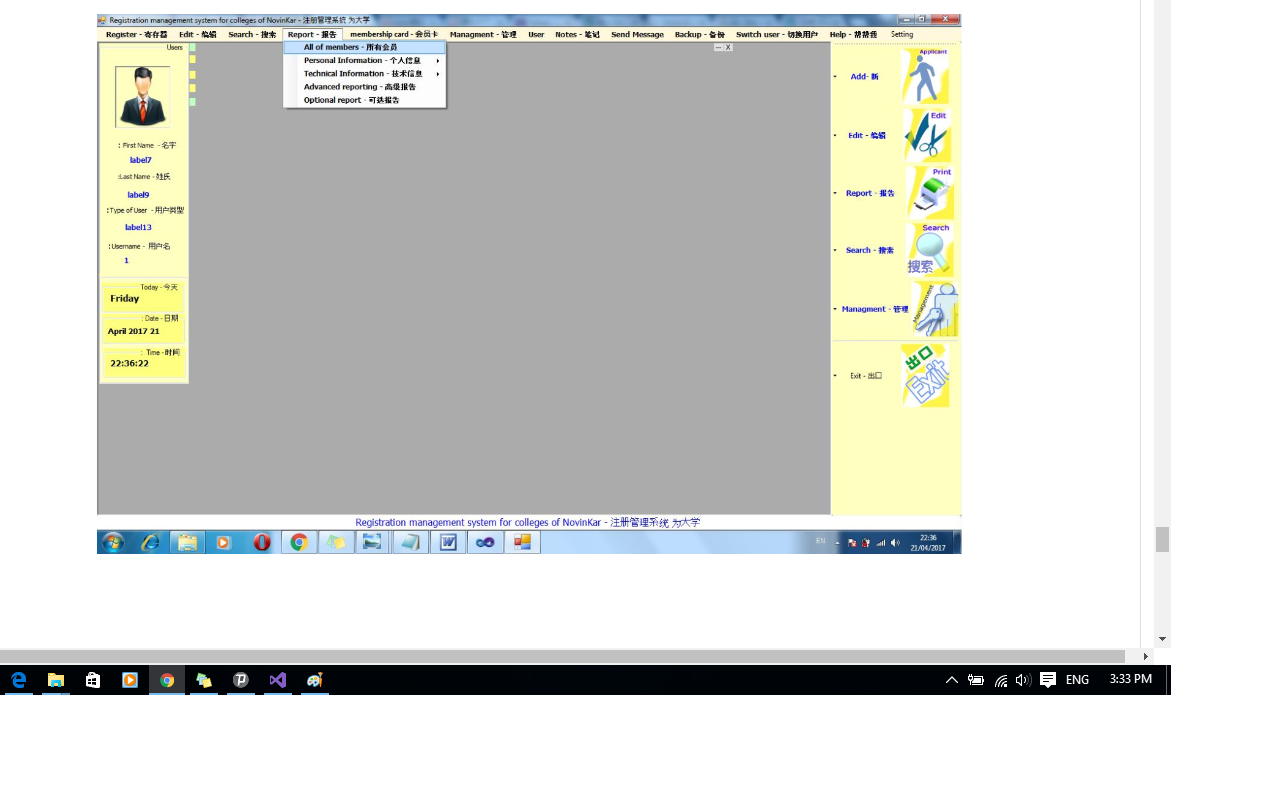 Registration management system for colleges of NovinKar - 注册管理系统 为大学
Register - 寄存器 Edit - 编辑 Search - 搜索 Report - 报告 membership card - 会员卡 Managment - 管理 User Notes - 笔记 Send Message Backup - 备份 Switch user - 切换用户 Help - 帮帮我 Setting
All of members - 所有会员
Personal Information - 个人信息
Technical Information - 技术信息
Advanced reporting - 高级报告
Optional report - 可选报告
Users
: First Name - 名字
label7
:Last Name - 姓氏
label9
:Type of User - 用户类型
label13
:Username - 用户名
1
Today - 今天
Friday
: Date - 日期
April 2017 21
: Time - 时间
22:36:22
Applicant
Add- 新
Edit
Edit - 编辑
Print
Report - 报告
Search
搜索
Search - 搜索
Management
Managment - 管理
出口
Exit
Exit - 出口
Registration management system for colleges of NovinKar - 注册管理系统 为大学
EN
22:36
21/04/2017
ENG
3:33 PM